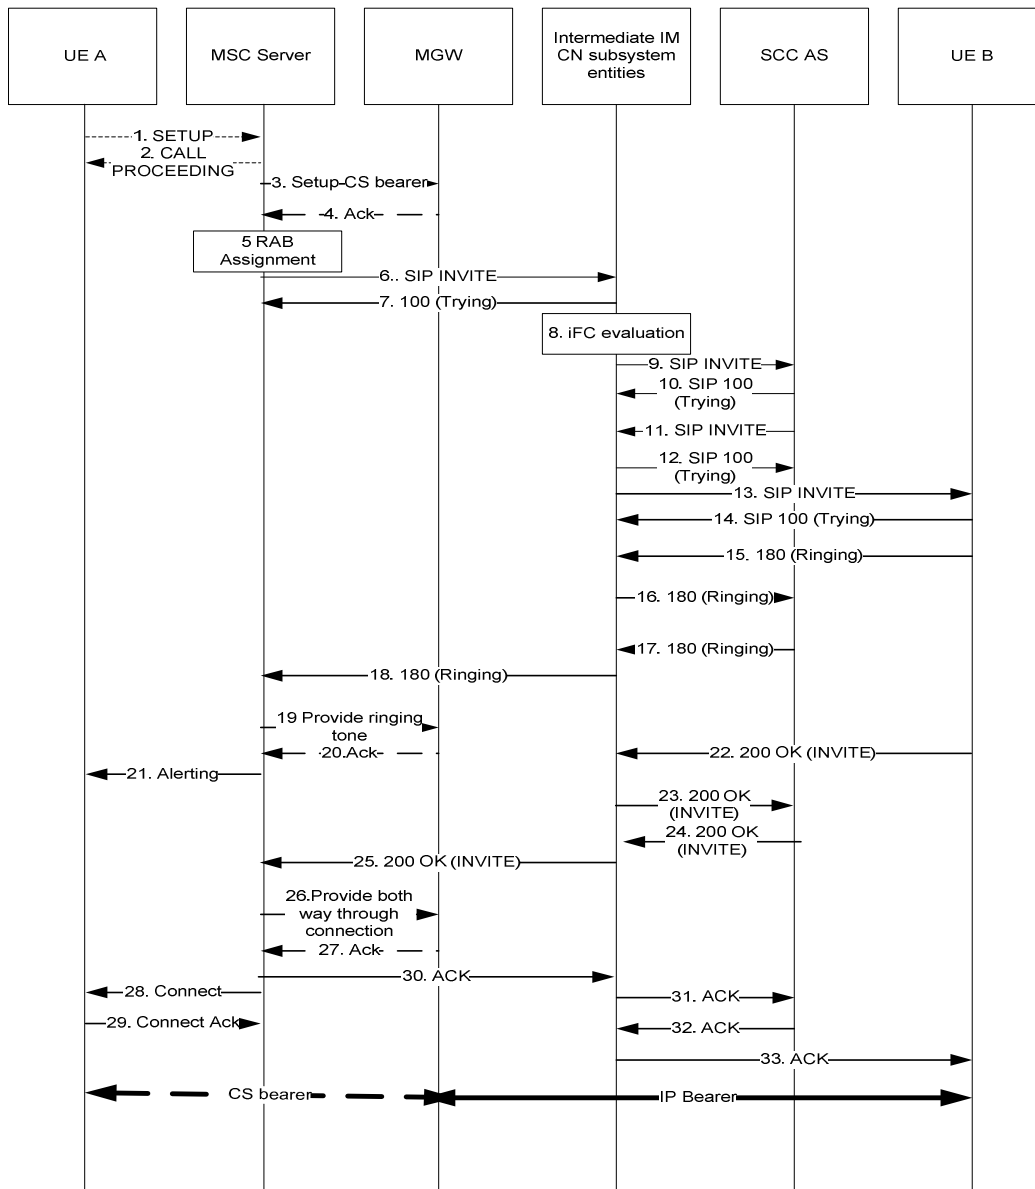 UE A
MSC Server
MGW
Intermediate IM
CN subsystem
entities
SCC AS
UE B
1. SETUP
2. CALL
PROCEEDING
3. Setup CS bearer
4. Ack
5 RAB
Assignment
6.. SIP INVITE
7. 100 (Trying)
8. iFC evaluation
9. SIP INVITE
10. SIP 100
(Trying)
11. SIP INVITE
12. SIP 100
(Trying)
13. SIP INVITE
14. SIP 100 (Trying)
15. 180 (Ringing)
16. 180 (Ringing)
17. 180 (Ringing)
18. 180 (Ringing)
19 Provide ringing
tone
20.Ack
22. 200 OK (INVITE)
21. Alerting
23. 200 OK
(INVITE)
24. 200 OK
(INVITE)
25. 200 OK (INVITE)
26.Provide both
way through
connection
27. Ack
30. ACK
28. Connect
31. ACK
29. Connect Ack
32. ACK
33. ACK
CS bearer
IP Bearer